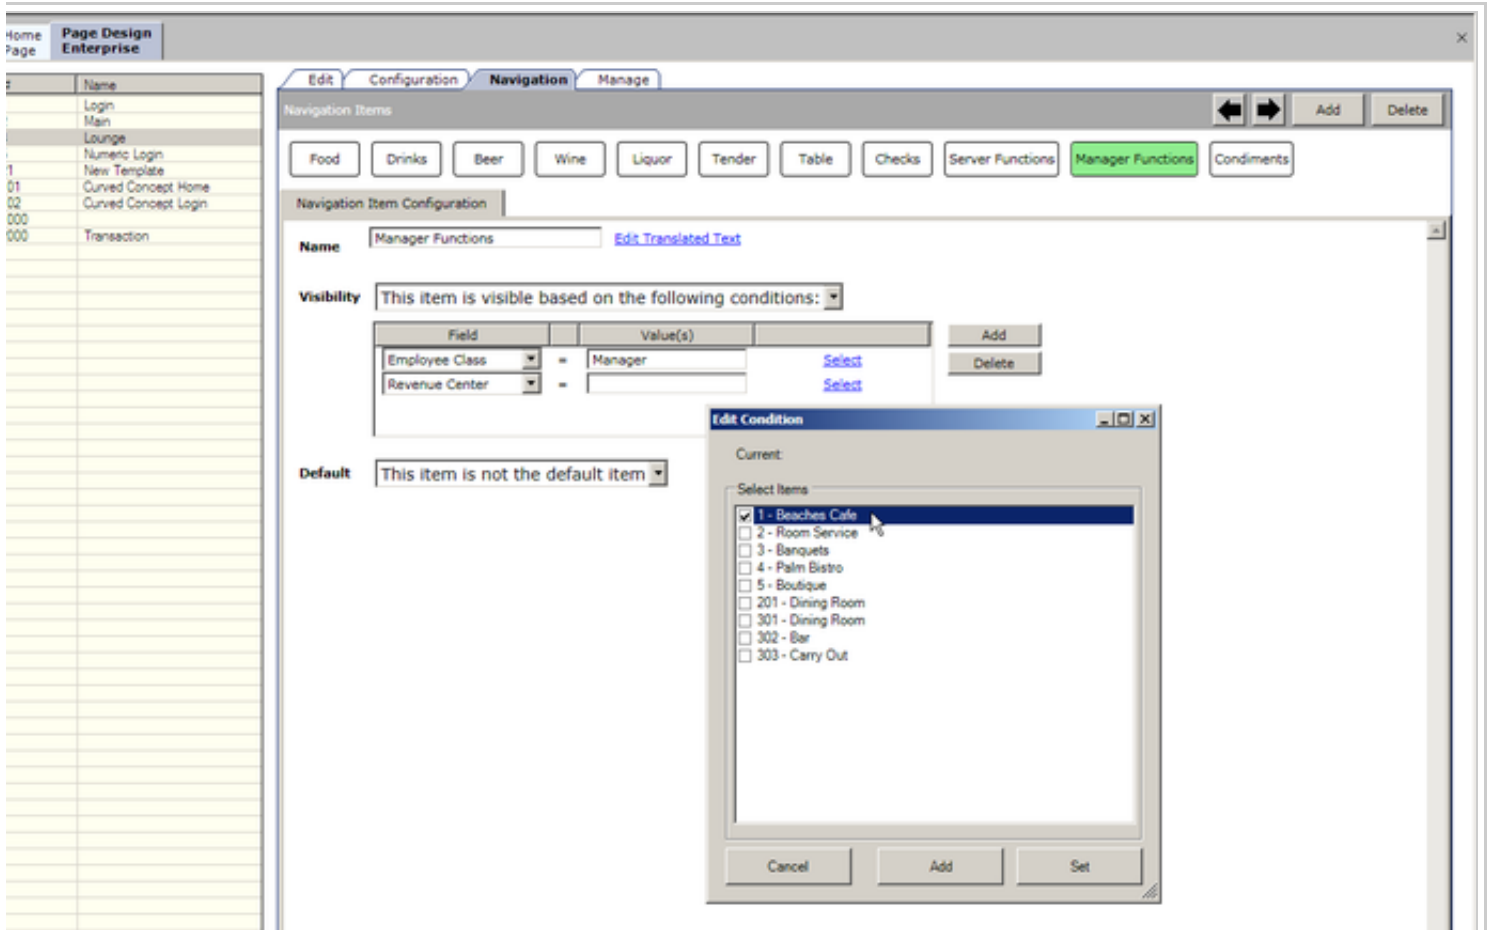 Home Page
Page Design Enterprise
Name
Login
Main
Lounge
Numeric Login
1 New Template
01 Curved Concept Home
02 Curved Concept Login
000
000 Transaction
Edit Configuration Navigation Manage
Navigation Items Add Delete
Food Drinks Beer Wine Liquor Tender Table Checks Server Functions Manager Functions Condiments
Navigation Item Configuration
Name Manager Functions Edit Translated Text
Visibility This item is visible based on the following conditions:
Field Value(s) Add
Employee Class = Manager Select Delete
Revenue Center = Select
Default This item is not the default item
Edit Condition
Current:
Select Items
1 - Beaches Cafe
2 - Room Service
3 - Banquets
4 - Palm Bistro
5 - Boutique
201 - Dining Room
301 - Dining Room
302 - Bar
303 - Carry Out
Cancel Add Set